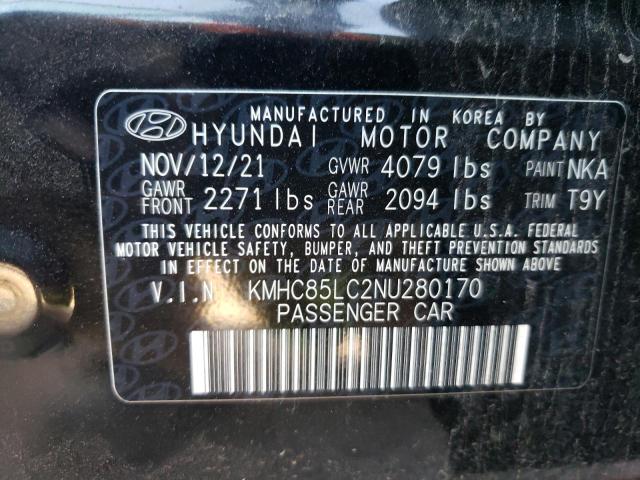 MANUFACTURED IN KOREA BY
HYUNDAI MOTOR COMPANY
NOV/12/21 GVWR 4079 lbs PAINT NKA
GAWR FRONT 2271 lbs GAWR REAR 2094 lbs TRIM T9Y
THIS VEHICLE CONFORMS TO ALL APPLICABLE U.S.A. FEDERAL
MOTOR VEHICLE SAFETY, BUMPER, AND THEFT PREVENTION STANDARDS
IN EFFECT ON THE DATE OF MANUFACTURE SHOWN ABOVE.
V.I.N KMHC85LC2NU280170
PASSENGER CAR